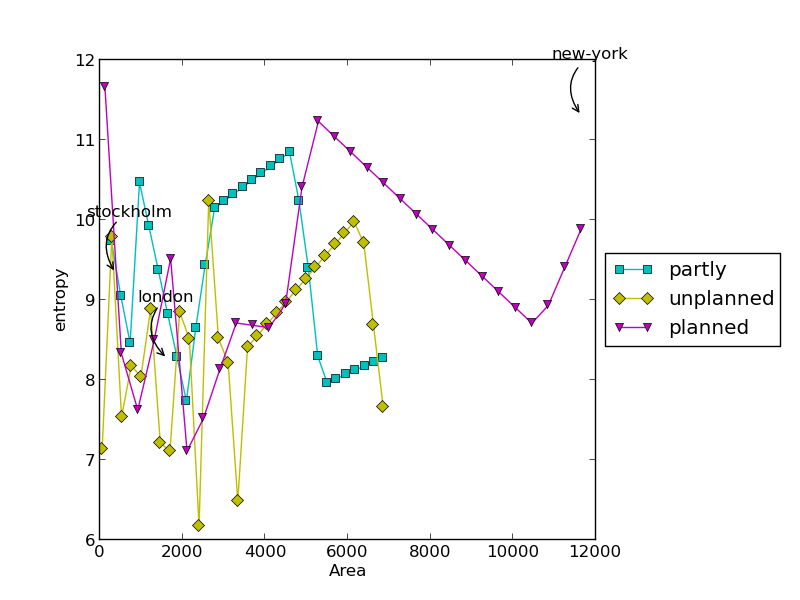 new-york
12
11
stockholm
10
entropy
london
9
8
7
6
0
2000
4000
6000
8000
10000
12000
Area
partly
unplanned
planned